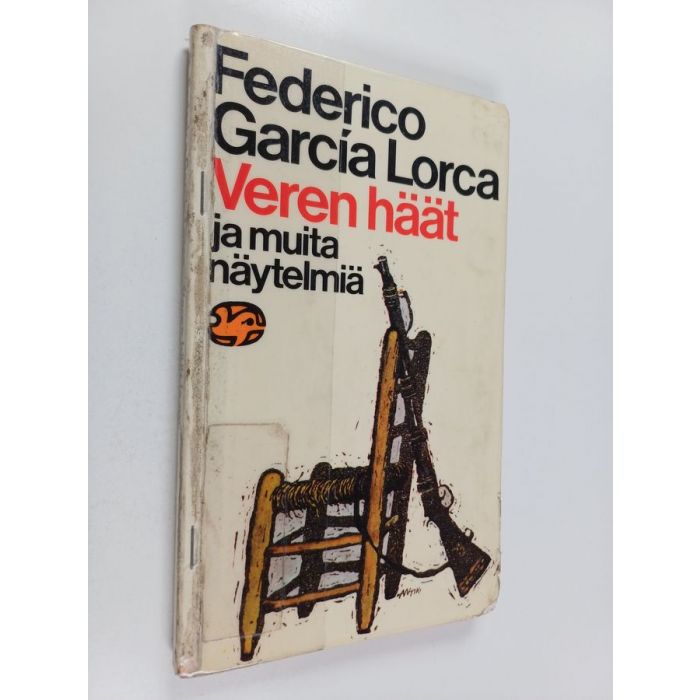 Federico
García Lorca
Veren häät
ja muita
näytelmiä